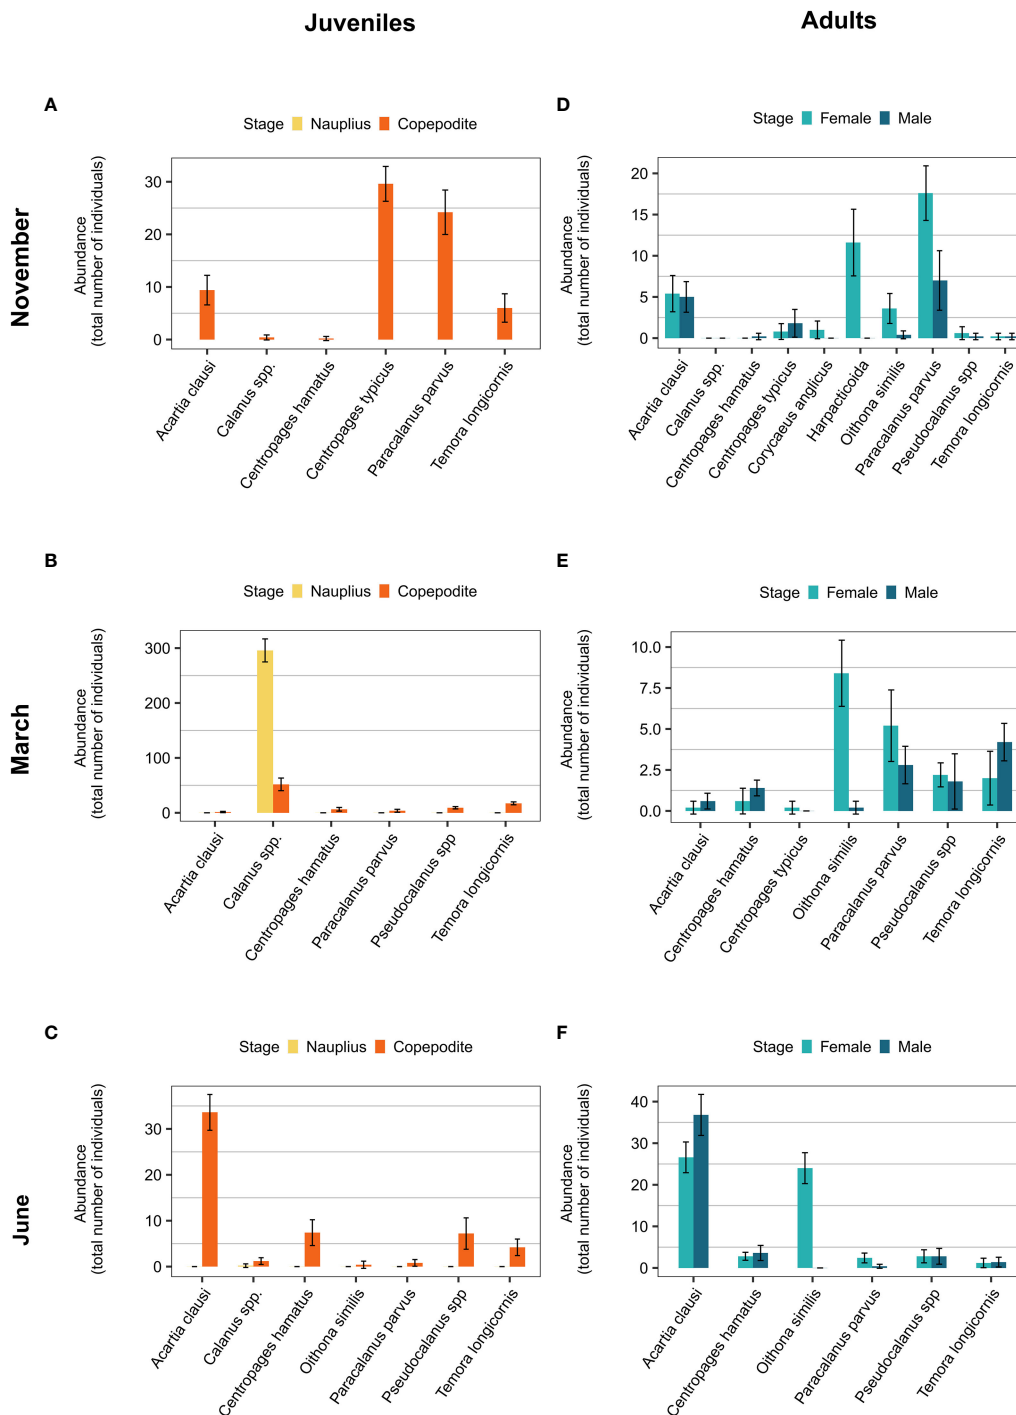 Juveniles
Adults
November
A
Stage Nauplius Copepodite
Abundance
(total number of individuals)
30
20
10
0
Acartia clausi
Calanus spp.
Centropages hamatus
Centropages typicus
Paracalanus parvus
Temora longicornis
D
Stage Female Male
Abundance
(total number of individuals)
20
15
10
5
0
Acartia clausi
Calanus spp.
Centropages hamatus
Centropages typicus
Corycaeus anglicus
Harpacticoida
Oithona similis
Paracalanus parvus
Pseudocalanus spp
Temora longicornis
March
B
Stage Nauplius Copepodite
Abundance
(total number of individuals)
300
200
100
0
Acartia clausi
Calanus spp.
Centropages hamatus
Paracalanus parvus
Pseudocalanus spp
Temora longicornis
E
Stage Female Male
Abundance
(total number of individuals)
10.0
7.5
5.0
2.5
0.0
Acartia clausi
Centropages hamatus
Centropages typicus
Oithona similis
Paracalanus parvus
Pseudocalanus spp
Temora longicornis
June
C
Stage Nauplius Copepodite
Abundance
(total number of individuals)
30
20
10
0
Acartia clausi
Calanus spp.
Centropages hamatus
Oithona similis
Paracalanus parvus
Pseudocalanus spp
Temora longicornis
F
Stage Female Male
Abundance
(total number of individuals)
40
30
20
10
0
Acartia clausi
Centropages hamatus
Oithona similis
Paracalanus parvus
Pseudocalanus spp
Temora longicornis